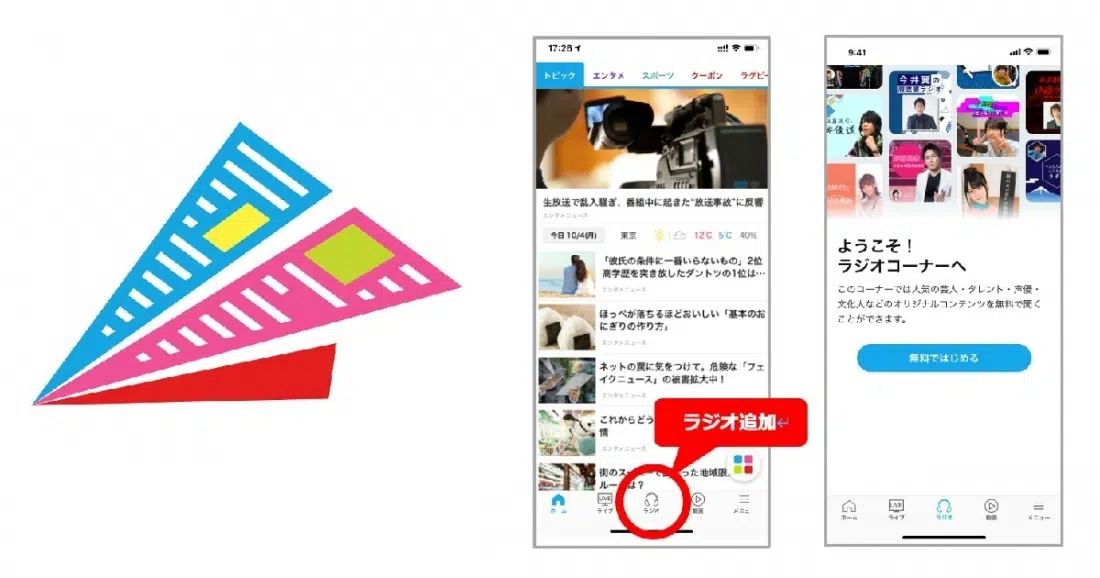 17:28
トピック エンタメ スポーツ クーポン ラグビー
生放送で乱入騒ぎ、番組中に起きた“放送事故”に反響
エンタメニュース
今日 10/4(月) 東京 12℃ 5℃ 40%
「彼氏の条件に一番いらないもの」2位
高学歴を突き放したダントツの1位は…
エンタメニュース
ほっぺが落ちるほどおいしい「基本のお
にぎりの作り方」
エンタメニュース
ネットの罠に気をつけて。危険な「フェ
イクニュース」の被害拡大中！
エンタメニュース
これからどう
情
エンタメニュース
ラジオ追加↵
街のス
た地域限
ルー は？
ホーム ライブ ラジオ 動画 メニュー
9:41
今井翼の
ようこそ！
ラジオコーナーへ
このコーナーでは人気の芸人・タレント・声優・
文化人などのオリジナルコンテンツを無料で聞く
ことができます。
無料ではじめる
ホーム ライブ ラジオ 動画 メニュー